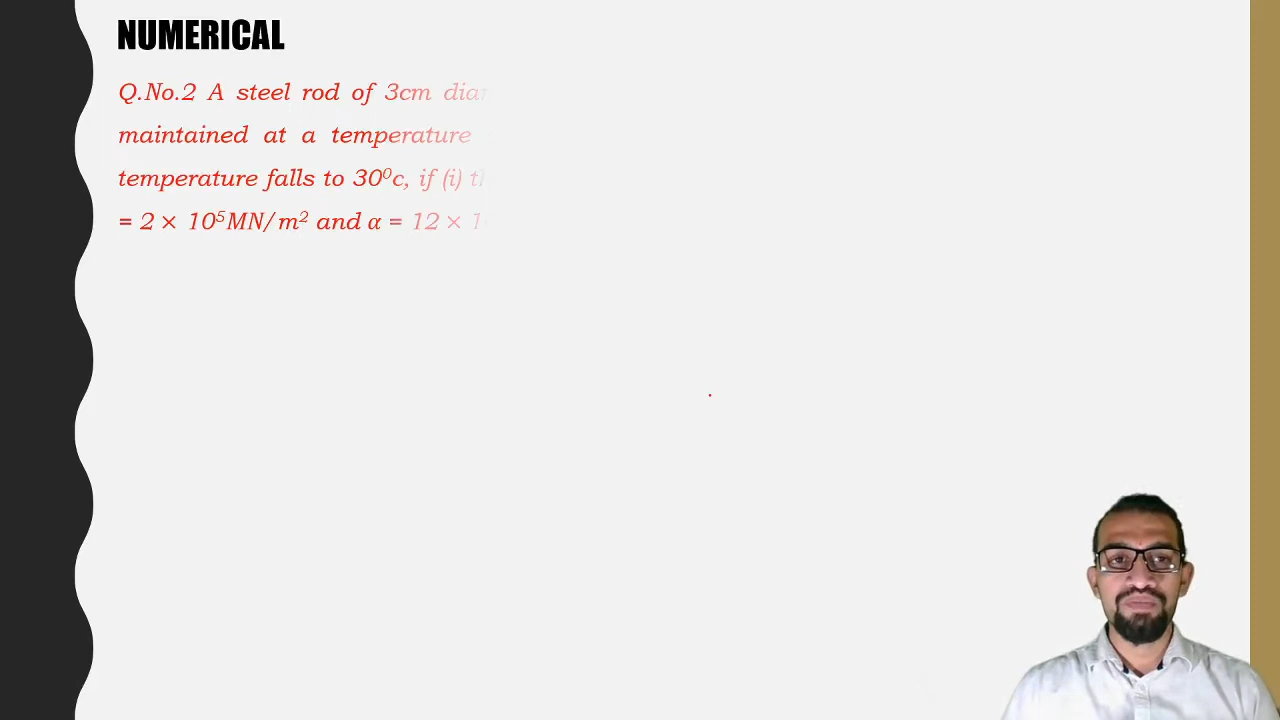 NUMERICAL
Q.No.2 A steel rod of 3cm
maintained at a temperature
temperature falls to 30⁰c, if (i)
= 2 × 10⁵MN/m² and α = 12 ×